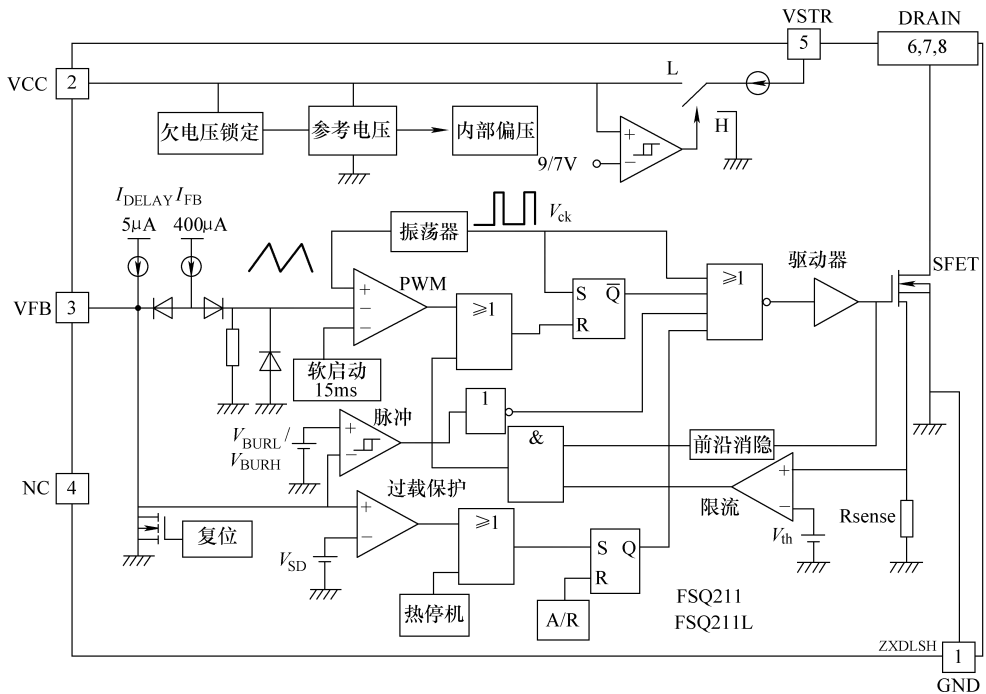 VSTR
DRAIN
5
6,7,8
VCC
2
L
欠电压锁定
参考电压
内部偏压
9/7V
+
−
H
I_DELAY I_FB
5μA
400μA
振荡器
V_ck
驱动器
SFET
VFB
3
+
−
−
PWM
≥1
S Q̅
R
≥1
软启动
15ms
1
脉冲
V_BURL/
V_BURH
+
−
&
前沿消隐
NC
4
过载保护
+
−
限流
+
−
V_th
Rsense
复位
V_SD
≥1
S Q
R
热停机
A/R
FSQ211
FSQ211L
ZXDLSH
1
GND